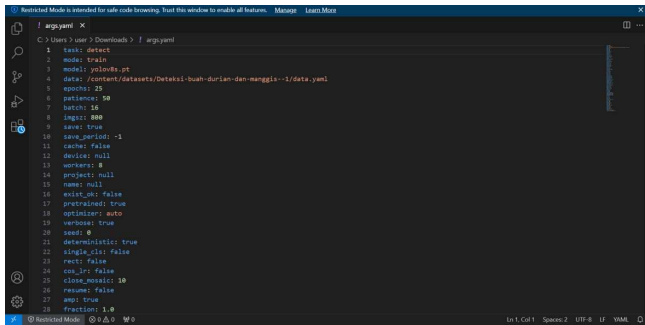 Restricted Mode is intended for safe code browsing. Trust this window to enable all features. Manage Learn More
! args.yaml
C: > Users > user > Downloads > ! args.yaml
1 task: detect
2 mode: train
3 model: yolov8s.pt
4 data: /content/datasets/Deteksi-buah-durian-dan-manggis--1/data.yaml
5 epochs: 25
6 patience: 50
7 batch: 16
8 imgsz: 800
9 save: true
10 save_period: -1
11 cache: false
12 device: null
13 workers: 8
14 project: null
15 name: null
16 exist_ok: false
17 pretrained: true
18 optimizer: auto
19 verbose: true
20 seed: 0
21 deterministic: true
22 single_cls: false
23 rect: false
24 cos_lr: false
25 close_mosaic: 10
26 resume: false
27 amp: true
28 fraction: 1.0
Restricted Mode 0 0 0 Ln 1, Col 1 Spaces: 2 UTF-8 LF YAML